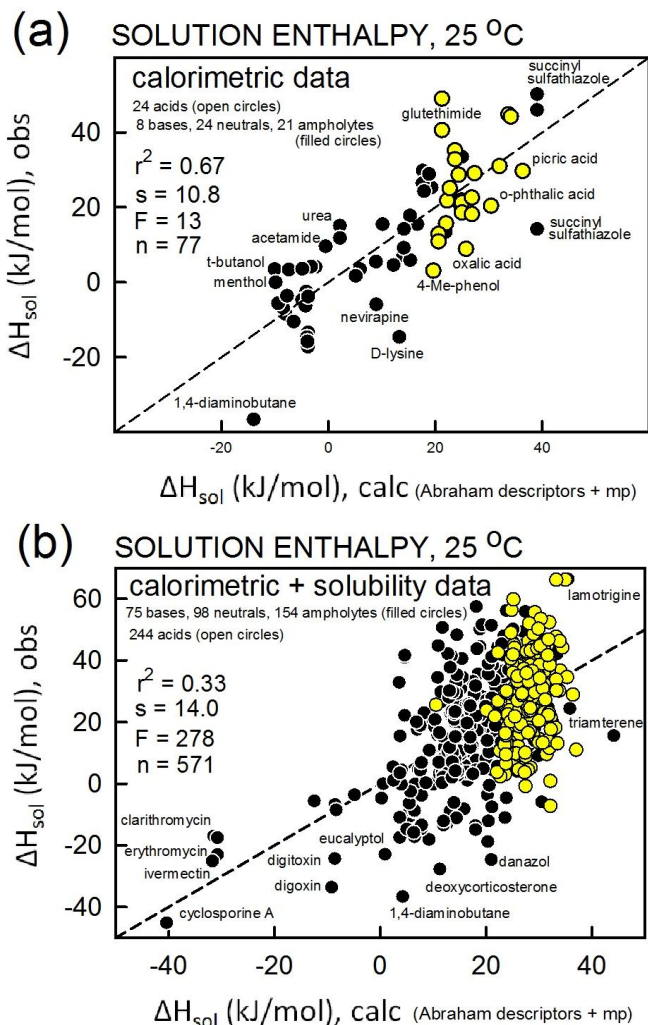 (a) SOLUTION ENTHALPY, 25 °C
calorimetric data
24 acids (open circles)
8 bases, 24 neutrals, 21 ampholytes
(filled circles)
r² = 0.67
s = 10.8
F = 13
n = 77
succinyl
sulfathiazole
glutethimide
picric acid
o-phthalic acid
urea
acetamide
succinyl
sulfathiazole
t-butanol
oxalic acid
menthol
4-Me-phenol
nevirapine
D-lysine
1,4-diaminobutane
40
20
0
-20
-20
0
20
40
ΔHsol (kJ/mol), obs
ΔHsol (kJ/mol), calc (Abraham descriptors + mp)
(b) SOLUTION ENTHALPY, 25 °C
calorimetric + solubility data
75 bases, 98 neutrals, 154 ampholytes (filled circles)
244 acids (open circles)
r² = 0.33
s = 14.0
F = 278
n = 571
lamotrigine
triamterene
clarithromycin
erythromycin
ivermectin
eucalyptol
digitoxin
digoxin
danazol
deoxycorticosterone
cyclosporine A
1,4-diaminobutane
60
40
20
0
-20
-40
-40
-20
0
20
40
ΔHsol (kJ/mol), obs
ΔHsol (kJ/mol), calc (Abraham descriptors + mp)